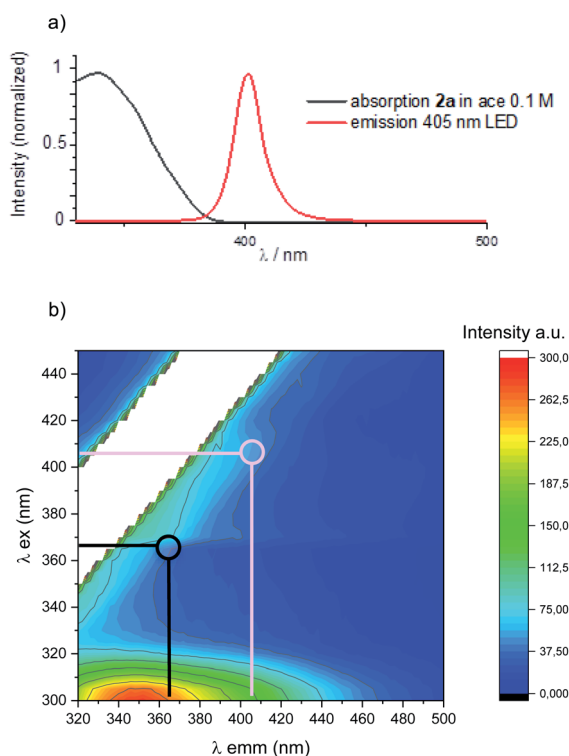 a)
Intensity (normalized)
1
0.5
0
absorption 2a in ace 0.1 M
emission 405 nm LED
400
500
λ / nm
b)
Intensity a.u.
λ ex (nm)
440
420
400
380
360
340
320
300
320 340 360 380 400 420 440 460 480 500
λ emm (nm)
300,0
262,5
225,0
187,5
150,0
112,5
75,00
37,50
0,000